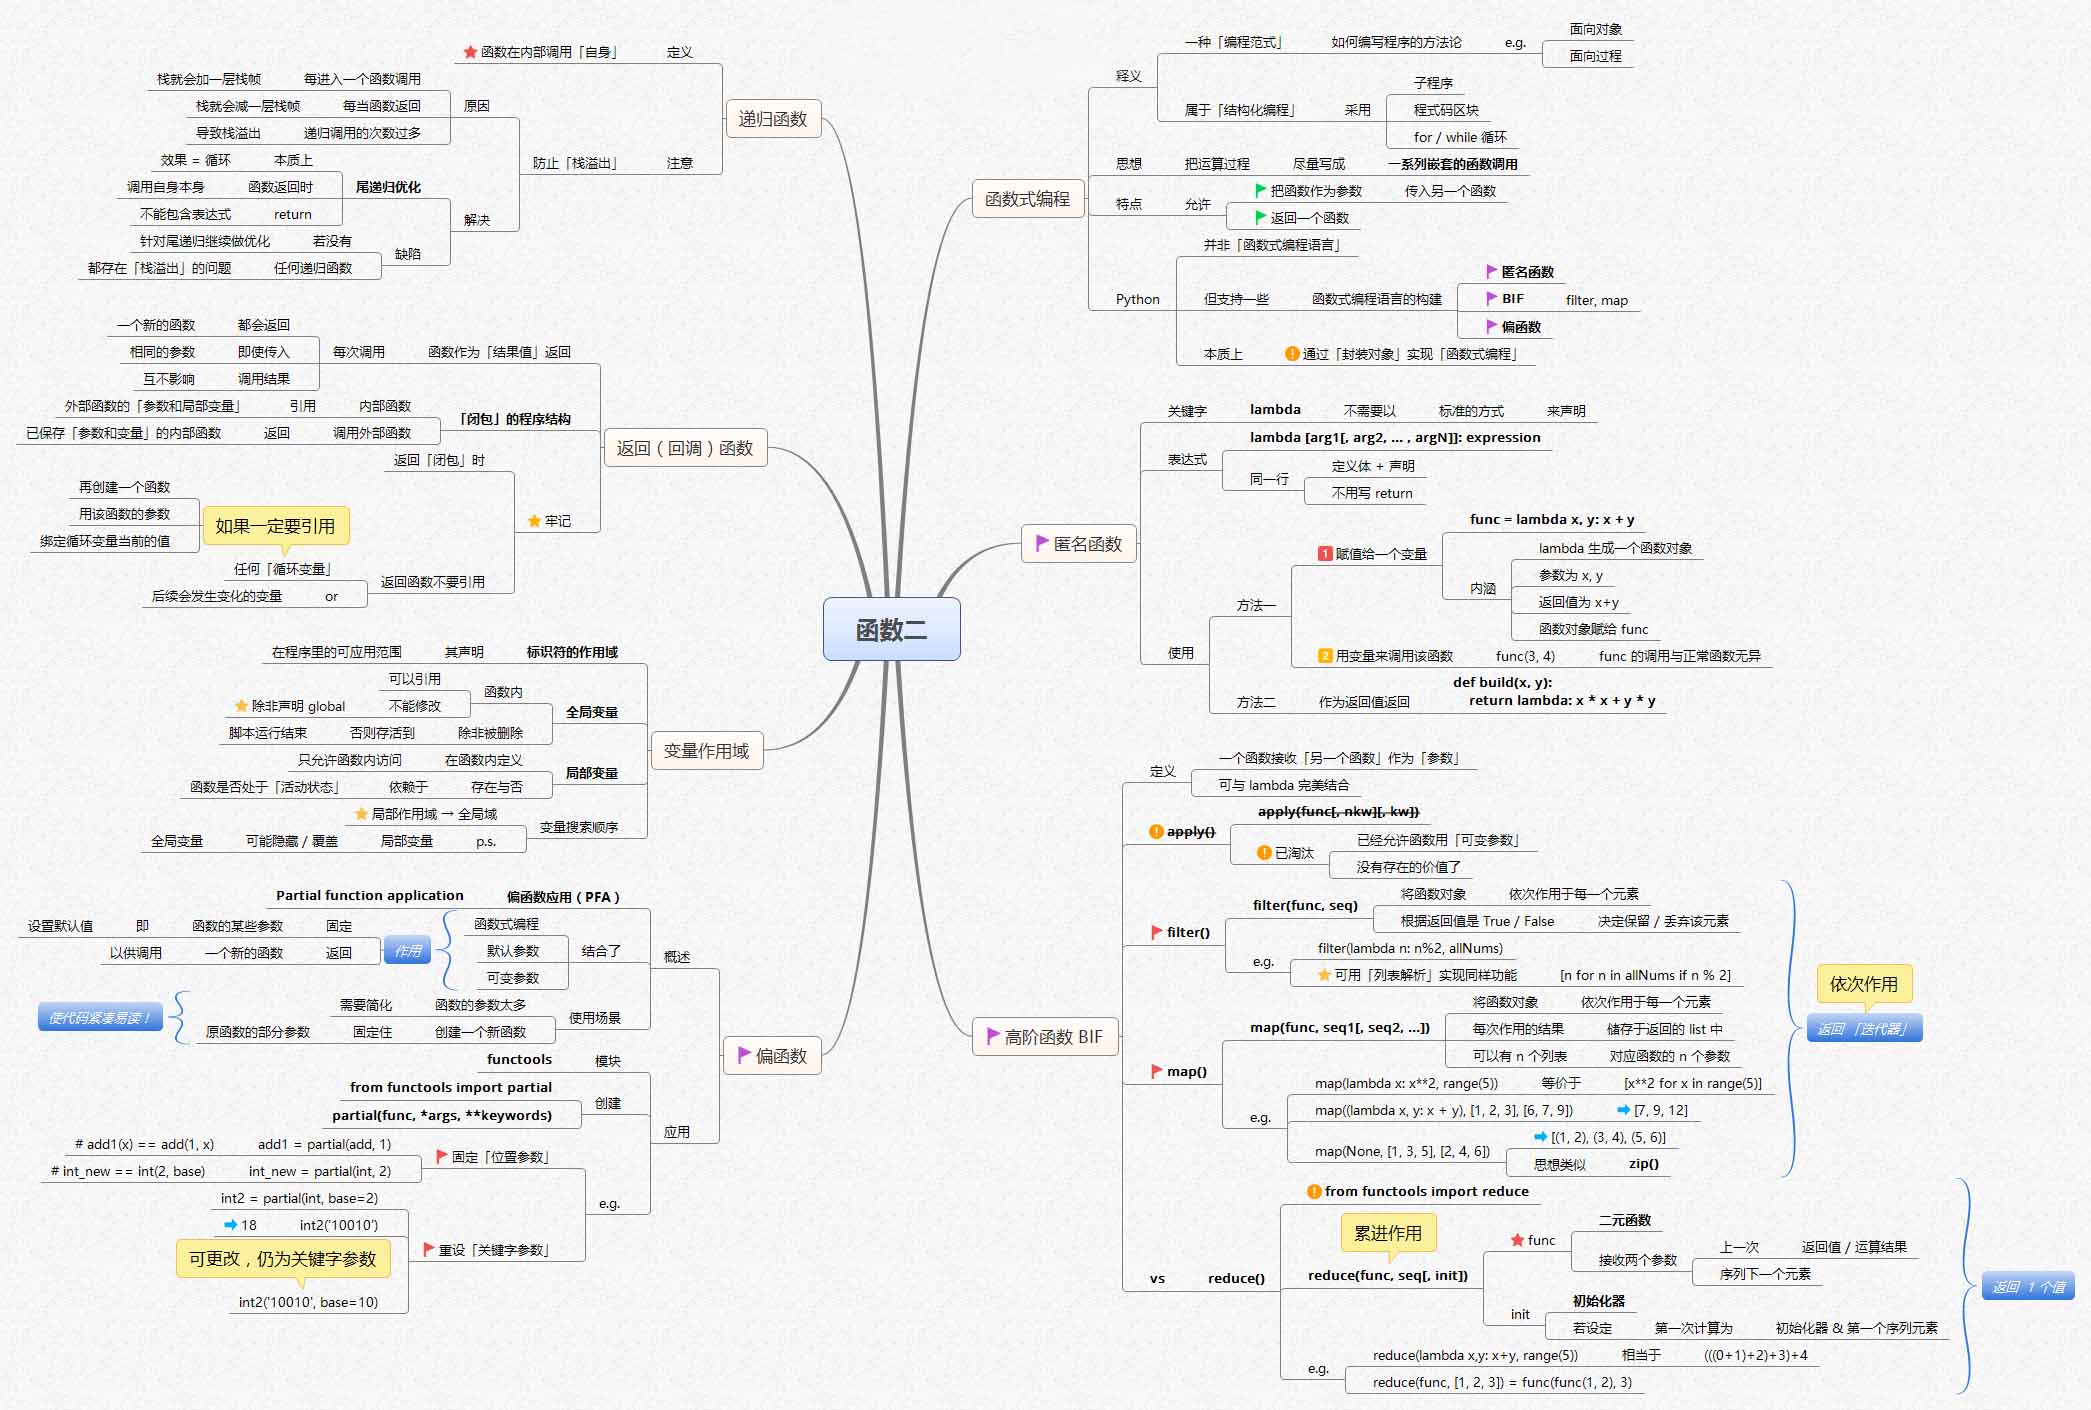 函数二
递归函数
定义
函数在内部调用「自身」
注意
防止「栈溢出」
原因
每进入一个函数调用
栈就会加一层栈帧
每当函数返回
栈就会减一层栈帧
递归调用的次数过多
导致栈溢出
解决
尾递归优化
本质上
效果 = 循环
函数返回时
调用自身本身
return
不能包含表达式
缺陷
若没有
针对尾递归继续做优化
任何递归函数
都存在「栈溢出」的问题
返回（回调）函数
函数作为「结果值」返回
每次调用
都会返回
一个新的函数
即使传入
相同的参数
调用结果
互不影响
「闭包」的程序结构
内部函数
引用
外部函数的「参数和局部变量」
调用外部函数
返回
已保存「参数和变量」的内部函数
牢记
返回「闭包」时
返回函数不要引用
任何「循环变量」
or
后续会发生变化的变量
如果一定要引用
再创建一个函数
用该函数的参数
绑定循环变量当前的值
变量作用域
标识符的作用域
其声明
在程序里的可应用范围
全局变量
函数内
可以引用
不能修改
除非声明 global
除非被删除
否则存活到
脚本运行结束
局部变量
在函数内定义
只允许函数内访问
存在与否
依赖于
函数是否处于「活动状态」
变量搜索顺序
局部作用域 → 全局域
p.s.
局部变量
可能隐藏 / 覆盖
全局变量
偏函数
概述
偏函数应用（PFA）
Partial function application
结合了
函数式编程
默认参数
可变参数
作用
固定
函数的某些参数
即
设置默认值
返回
一个新的函数
以供调用
使用场景
函数的参数太多
需要简化
创建一个新函数
固定住
原函数的部分参数
使代码紧凑易读！
应用
模块
functools
创建
from functools import partial
partial(func, *args, **keywords)
e.g.
固定「位置参数」
add1 = partial(add, 1)
# add1(x) == add(1, x)
int_new = partial(int, 2)
# int_new == int(2, base)
重设「关键字参数」
int2 = partial(int, base=2)
int2('10010')
18
可更改，仍为关键字参数
int2('10010', base=10)
函数式编程
释义
一种「编程范式」
如何编写程序的方法论
e.g.
面向对象
面向过程
属于「结构化编程」
采用
子程序
程式码区块
for / while 循环
思想
把运算过程
尽量写成
一系列嵌套的函数调用
特点
允许
把函数作为参数
传入另一个函数
返回一个函数
Python
并非「函数式编程语言」
但支持一些
函数式编程语言的构建
匿名函数
BIF
filter, map
偏函数
本质上
通过「封装对象」实现「函数式编程」
匿名函数
关键字
lambda
不需要以
标准的方式
来声明
表达式
lambda [arg1[, arg2, ... , argN]]: expression
同一行
定义体 + 声明
不用写 return
使用
方法一
1 赋值给一个变量
func = lambda x, y: x + y
内涵
lambda 生成一个函数对象
参数为 x, y
返回值为 x+y
函数对象赋给 func
2 用变量来调用该函数
func(3, 4)
func 的调用与正常函数无异
方法二
作为返回值返回
def build(x, y):
return lambda: x * x + y * y
高阶函数 BIF
定义
一个函数接收「另一个函数」作为「参数」
可与 lambda 完美结合
apply()
apply(func[, nkw][, kw])
已淘汰
已经允许函数用「可变参数」
没有存在的价值了
filter()
filter(func, seq)
将函数对象
依次作用于每一个元素
根据返回值是 True / False
决定保留 / 丢弃该元素
e.g.
filter(lambda n: n%2, allNums)
可用「列表解析」实现同样功能
[n for n in allNums if n % 2]
map()
map(func, seq1[, seq2, ...])
将函数对象
依次作用于每一个元素
每次作用的结果
储存于返回的 list 中
可以有 n 个列表
对应函数的 n 个参数
e.g.
map(lambda x: x**2, range(5))
等价于
[x**2 for x in range(5)]
map((lambda x, y: x + y), [1, 2, 3], [6, 7, 9])
[7, 9, 12]
map(None, [1, 3, 5], [2, 4, 6])
[(1, 2), (3, 4), (5, 6)]
思想类似
zip()
依次作用
返回 「迭代器」
vs
reduce()
from functools import reduce
累进作用
reduce(func, seq[, init])
func
二元函数
接收两个参数
上一次
返回值 / 运算结果
序列下一个元素
init
初始化器
若设定
第一次计算为
初始化器 & 第一个序列元素
e.g.
reduce(lambda x,y: x+y, range(5))
相当于
(((0+1)+2)+3)+4
reduce(func, [1, 2, 3]) = func(func(1, 2), 3)
返回 1 个值